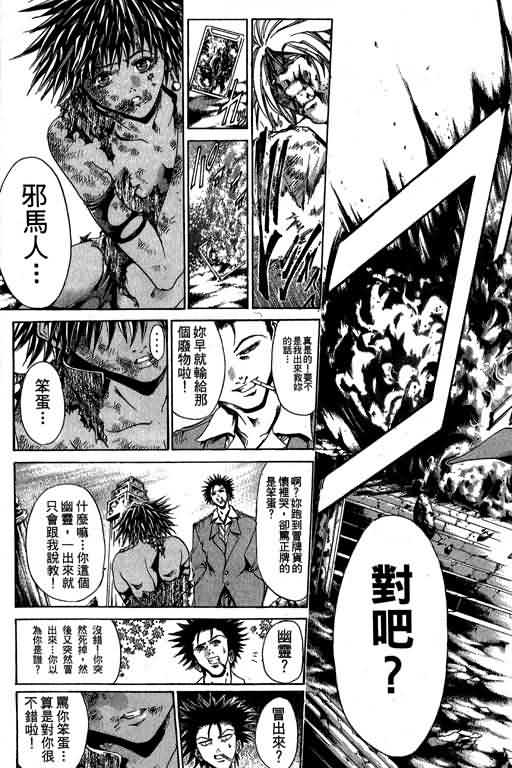 對吧？
邪馬人…
真是的！要不
是我出來救妳
的話…
妳早就輸給那
個廢物啦！
…
笨蛋…
啊？妳跑到冒牌貨的
懷裡哭，卻罵正牌的
是笨蛋？
什麼嘛…你這個
幽靈，一出來就
只會跟我說教！
幽靈？
沒錯！你突
然死掉，然
後又突然冒
出來…你以
為你是誰？
冒出來？
罵你笨蛋…
算是對你很
不錯啦！